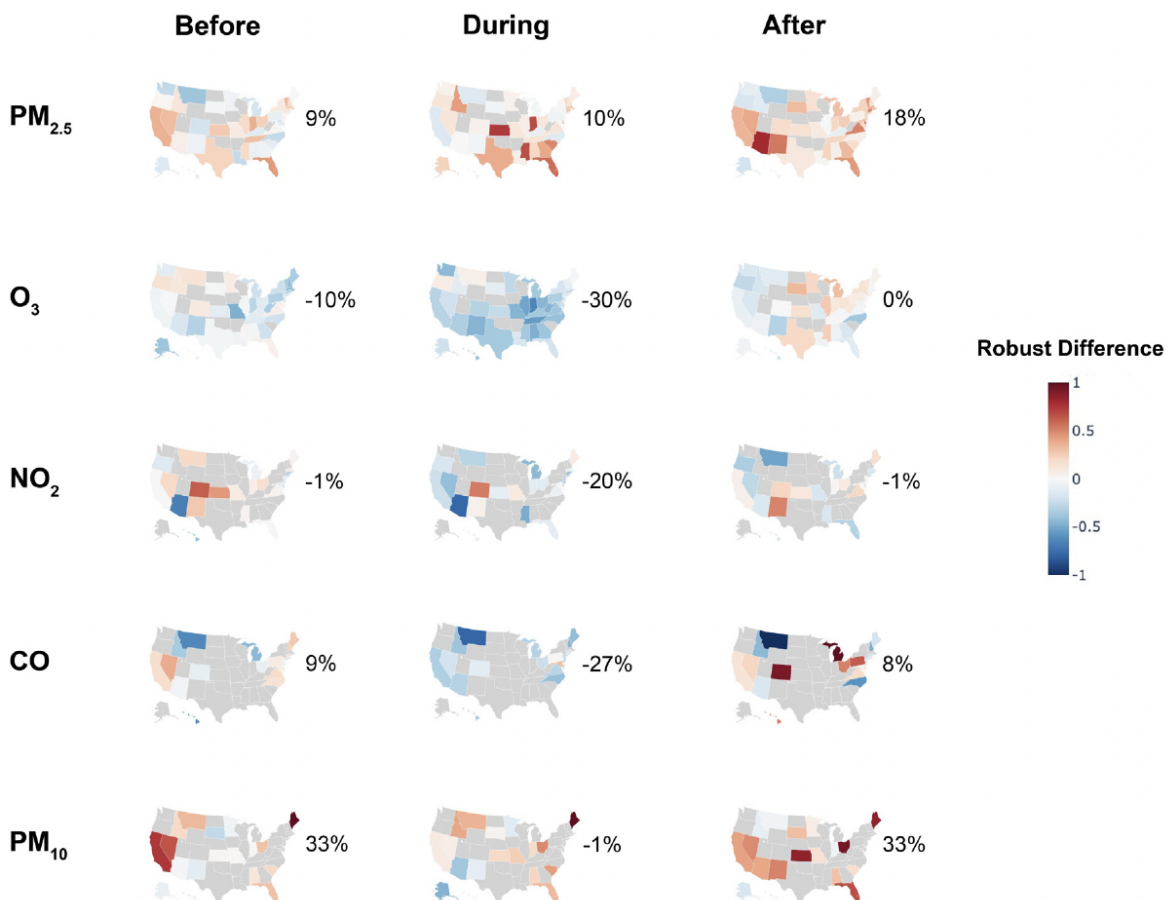 Before During After
PM2.5 9% 10% 18%
O3 -10% -30% 0%
Robust Difference
1
0.5
0
-0.5
-1
NO2 -1% -20% -1%
CO 9% -27% 8%
PM10 33% -1% 33%